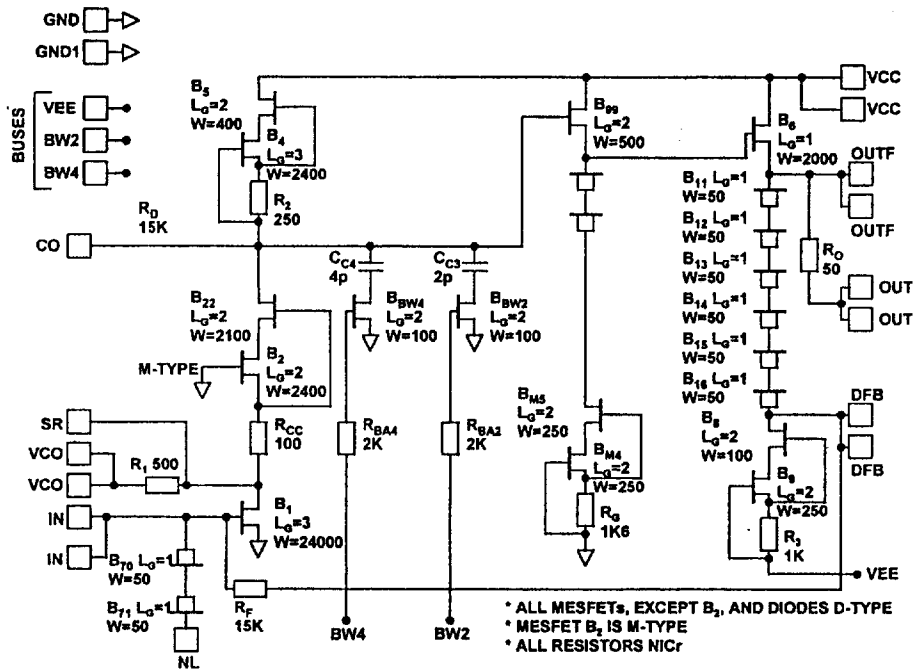 GND
GND1
BUSES
VEE
BW2
BW4
B5
LG=2
W=400
B4
LG=3
W=2400
R2
250
B99
LG=2
W=500
B6
LG=1
W=2000
VCC
VCC
OUTF
OUTF
RD
15K
CO
CC4
4p
CC3
2p
B11 LG=1
W=50
B12 LG=1
W=50
B13 LG=1
W=50
B14 LG=1
W=50
B15 LG=1
W=50
B16 LG=1
W=50
RO
50
OUT
OUT
B22
LG=2
W=2100
BBW4
LG=2
W=100
BBW2
LG=2
W=100
M-TYPE
B2
LG=2
W=2400
RCC
100
RBA4
2K
RBA2
2K
BM5
LG=2
W=250
BM4
LG=2
W=250
RG
1K6
B8
LG=2
W=100
B9
LG=2
W=250
R3
1K
DFB
DFB
VEE
SR
VCO
VCO
R1 500
IN
IN
B1
LG=3
W=24000
B70 LG=1
W=50
B71 LG=1
W=50
NL
RF
15K
BW4
BW2
* ALL MESFETs, EXCEPT B2, AND DIODES D-TYPE
* MESFET B2 IS M-TYPE
* ALL RESISTORS NICr